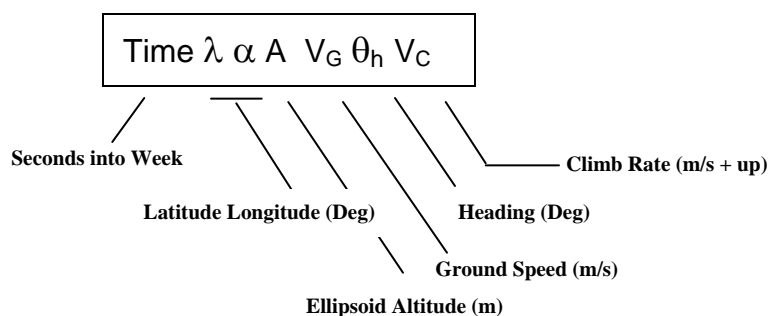 Time λ α A V_G θ_h V_C
Seconds into Week
Climb Rate (m/s + up)
Latitude Longitude (Deg)
Heading (Deg)
Ground Speed (m/s)
Ellipsoid Altitude (m)